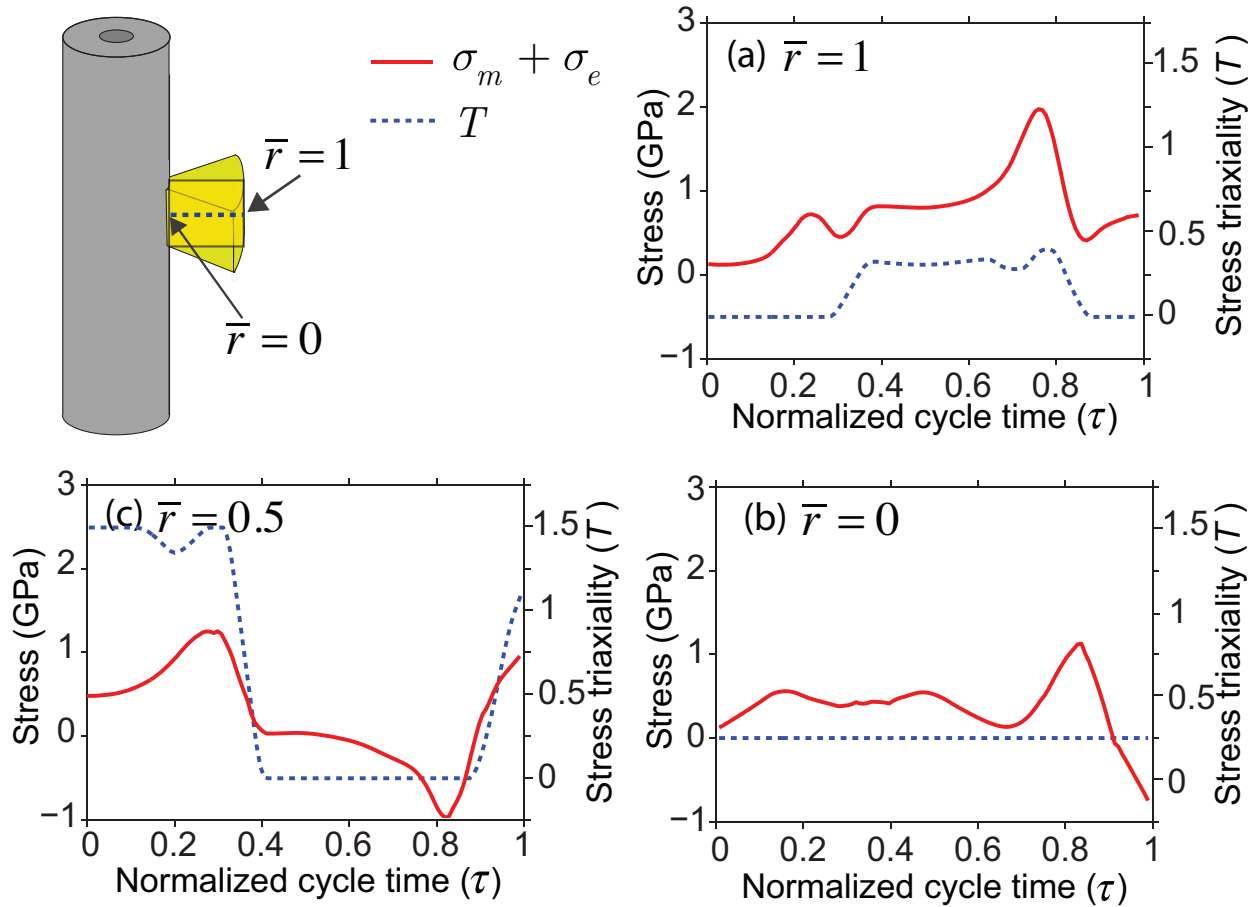 σₘ + σₑ
T
r̅ = 1
r̅ = 0
(a) r̅ = 1
3
2
1
0
−1
Stress (GPa)
1.5
1
0.5
0
Stress triaxiality (T)
0 0.2 0.4 0.6 0.8 1
Normalized cycle time (τ)
(c) r̅ = 0.5
3
2
1
0
−1
Stress (GPa)
1.5
1
0.5
0
Stress triaxiality (T)
0 0.2 0.4 0.6 0.8 1
Normalized cycle time (τ)
(b) r̅ = 0
3
2
1
0
−1
Stress (GPa)
1.5
1
0.5
0
Stress triaxiality (T)
0 0.2 0.4 0.6 0.8 1
Normalized cycle time (τ)